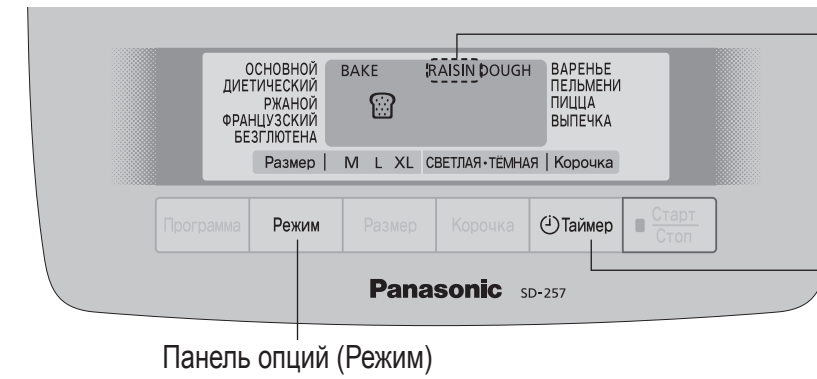 ОСНОВНОЙ
ДИЕТИЧЕСКИЙ
РЖАНОЙ
ФРАНЦУЗСКИЙ
БЕЗГЛЮТЕНА
BAKE RAISIN DOUGH
ВАРЕНЬЕ
ПЕЛЬМЕНИ
ПИЦЦА
ВЫПЕЧКА
Размер | M L XL СВЕТЛАЯ•ТЁМНАЯ | Корочка
Программа Режим Размер Корочка Таймер Старт
Стоп
Panasonic SD-257
Панель опций (Режим)